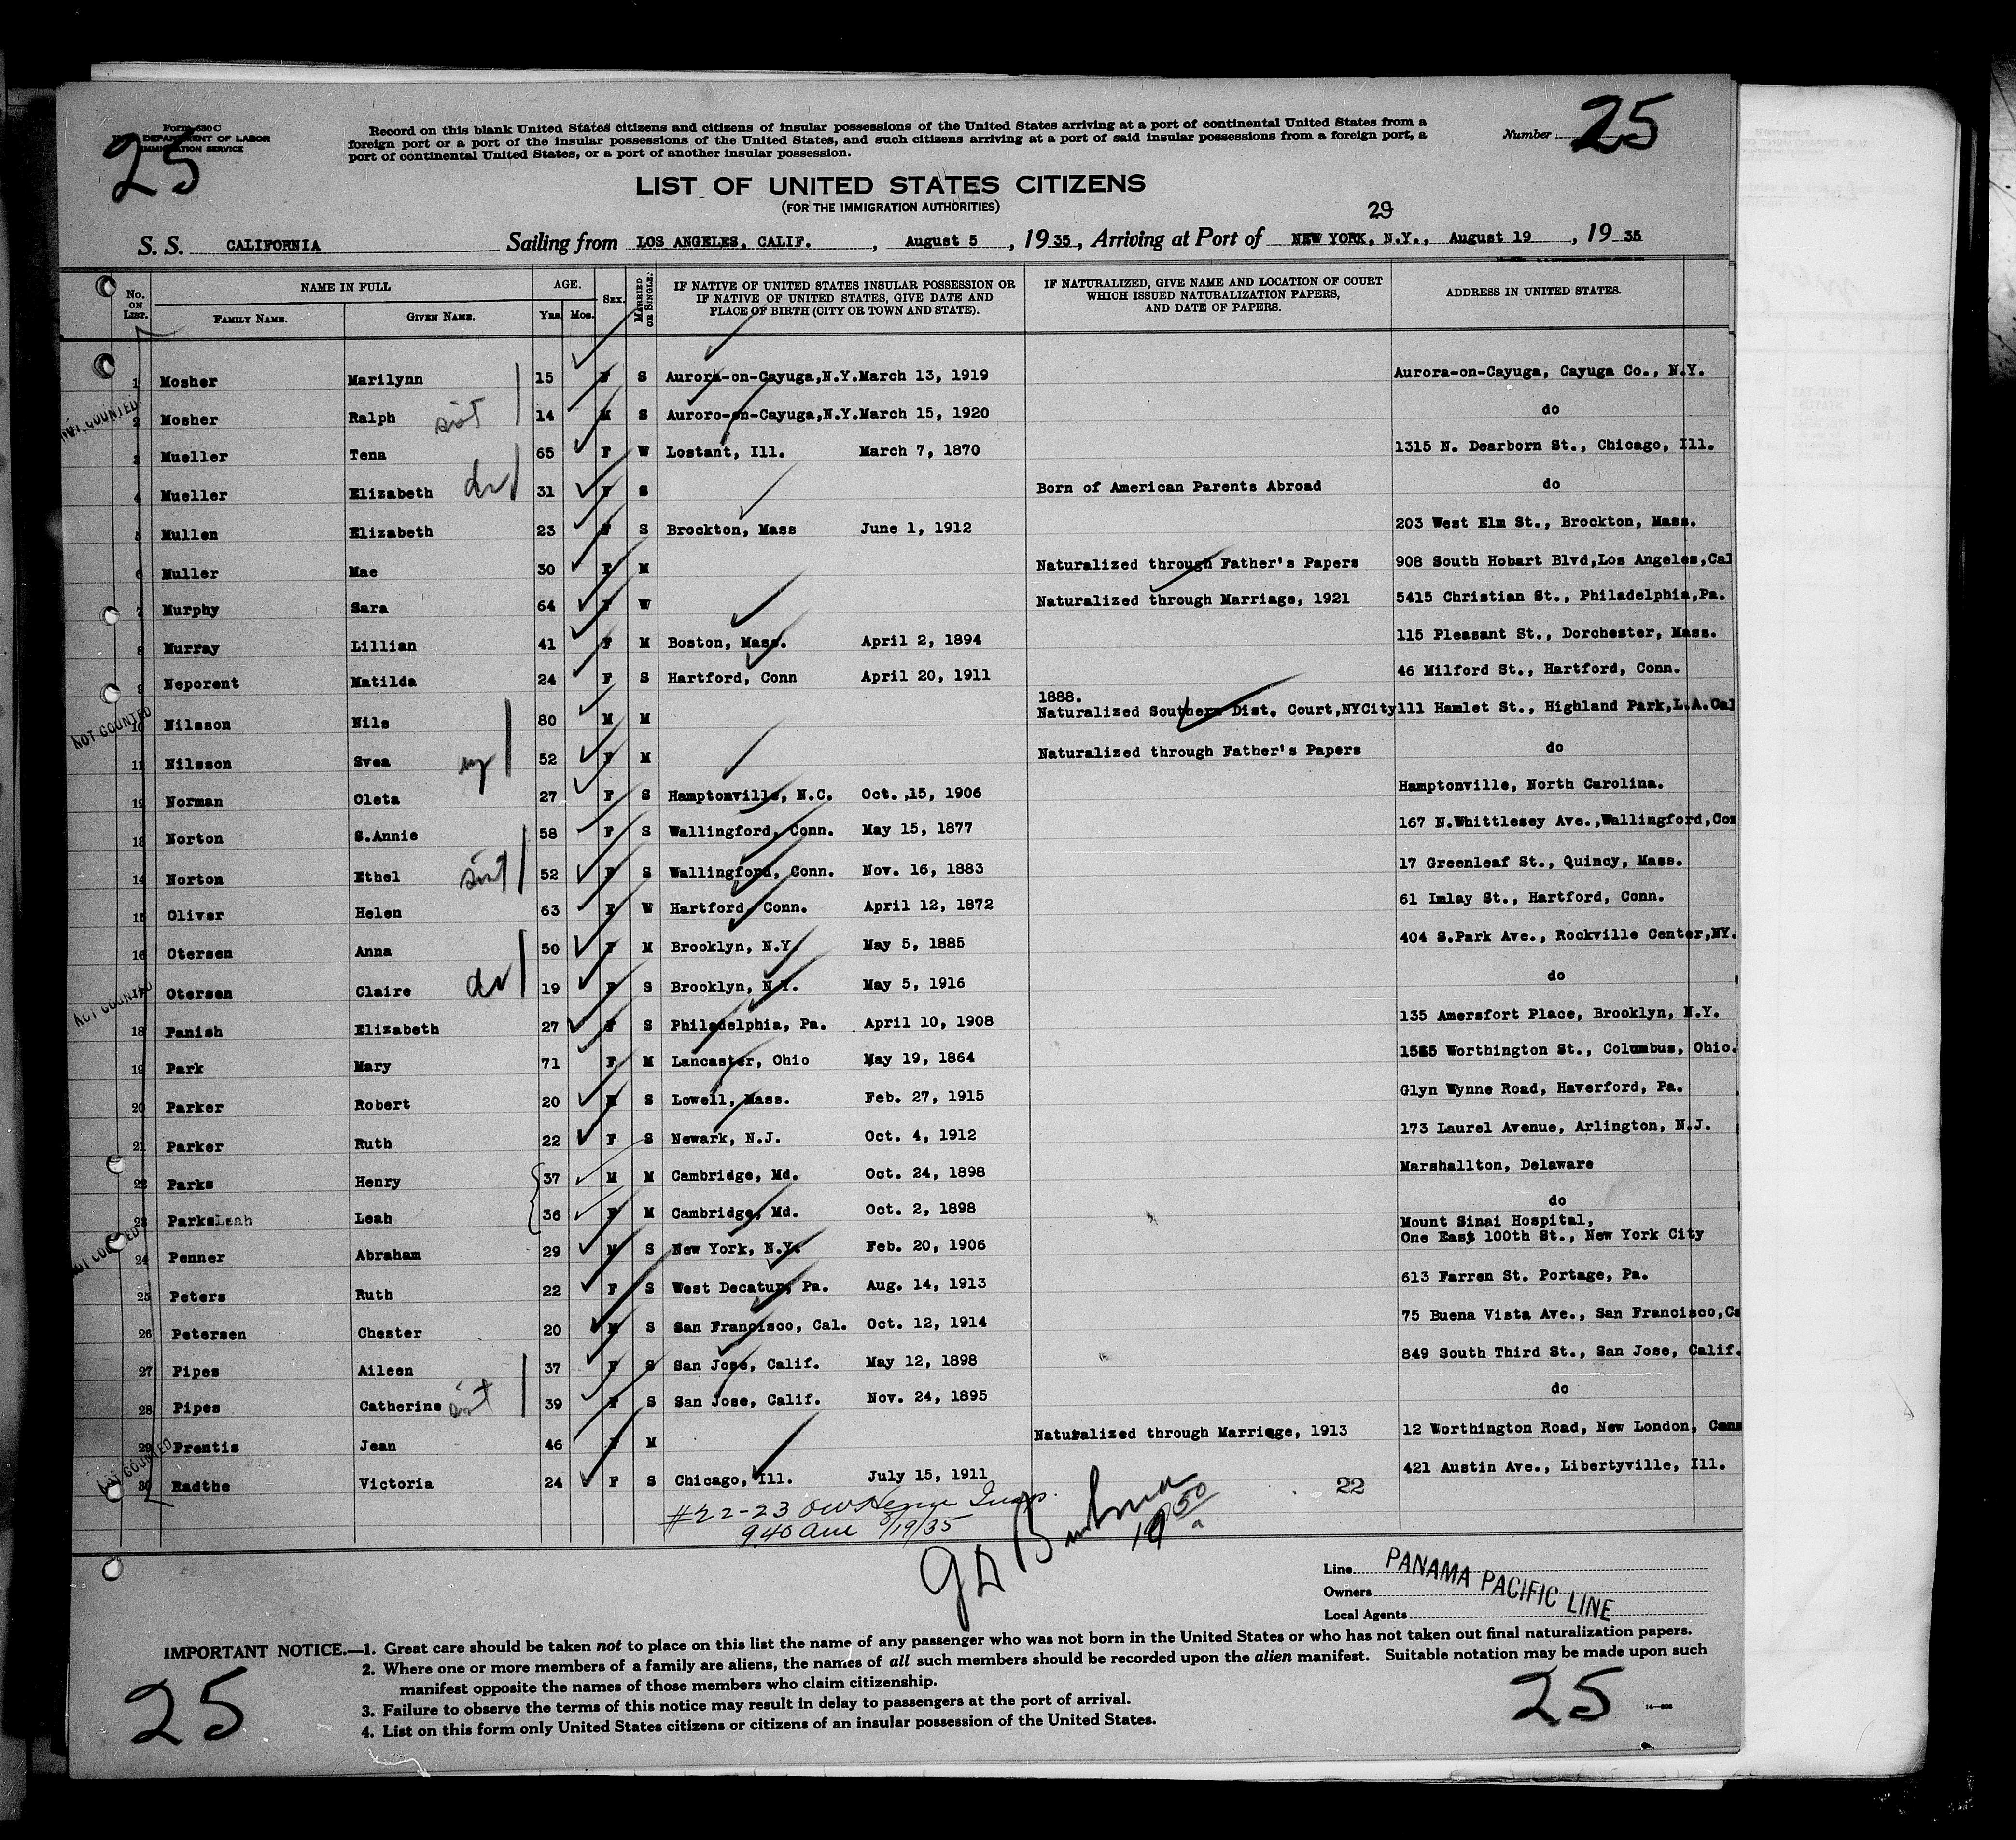 Form 630 C
U. S. DEPARTMENT OF LABOR
IMMIGRATION SERVICE
25
Record on this blank United States citizens and citizens of insular possessions of the United States arriving at a port of continental United States from a
foreign port or a port of the insular possessions of the United States, and such citizens arriving at a port of said insular possessions from a foreign port, a
port of continental United States, or a port of another insular possession.
Number 25
LIST OF UNITED STATES CITIZENS
(FOR THE IMMIGRATION AUTHORITIES)
29
S. S. CALIFORNIA Sailing from LOS ANGELES, CALIF., August 5, 1935, Arriving at Port of NEW YORK, N.Y., August 19, 1935
No. ON LIST. NAME IN FULL AGE. SEX. MARRIED OR SINGLE. IF NATIVE OF UNITED STATES INSULAR POSSESSION OR IF NATIVE OF UNITED STATES, GIVE DATE AND PLACE OF BIRTH (CITY OR TOWN AND STATE). IF NATURALIZED, GIVE NAME AND LOCATION OF COURT WHICH ISSUED NATURALIZATION PAPERS, AND DATE OF PAPERS. ADDRESS IN UNITED STATES.
FAMILY NAME. GIVEN NAME. Yrs. Mos.
1 Mosher Marilynn 15 F S Aurora-on-Cayuga,N.Y.March 13, 1919 Aurora-on-Cayuga, Cayuga Co., N.Y.
NOT COUNTED
2 Mosher Ralph sist 14 M S Auroro-on-Cayuga,N.Y.March 15, 1920 do
3 Mueller Tena 65 F W Lostant, Ill. March 7, 1870 1315 N. Dearborn St., Chicago, Ill.
4 Mueller Elizabeth 31 F S Born of American Parents Abroad do
5 Mullen Elizabeth 23 F S Brockton, Mass June 1, 1912 203 West Elm St., Brockton, Mass.
6 Muller Mae 30 F M Naturalized through Father's Papers 908 South Hobart Blvd,Los Angeles,Cal
7 Murphy Sara 64 F W Naturalized through Marriage, 1921 5415 Christian St., Philadelphia,Pa.
8 Murray Lillian 41 F M Boston, Mass. April 2, 1894 115 Pleasant St., Dorchester, Mass.
9 Neporent Matilda 24 F S Hartford, Conn April 20, 1911 46 Milford St., Hartford, Conn.
NOT COUNTED
1888.
10 Nilsson Nils 80 M M Naturalized Southern Dist. Court,NYCity 111 Hamlet St., Highland Park,L.A.Cal
11 Nilsson Svea 52 F M Naturalized through Father's Papers do
12 Norman Oleta 27 F S Hamptonville, N.C. Oct. ,15, 1906 Hamptonville, North Carolina.
13 Norton S.Annie 58 F S Wallingford, Conn. May 15, 1877 167 N.Whittlesey Ave.,Wallingford,Con
14 Norton Ethel sist 52 F S Wallingford, Conn. Nov. 16, 1883 17 Greenleaf St., Quincy, Mass.
15 Oliver Helen 63 F W Hartford, Conn. April 12, 1872 61 Imlay St., Hartford, Conn.
16 Otersen Anna 50 F M Brooklyn, N.Y. May 5, 1885 404 S.Park Ave., Rockville Center,NY.
NOT COUNTED
17 Otersen Claire 19 F S Brooklyn, N.Y. May 5, 1916 do
18 Panish Elizabeth 27 F S Philadelphia, Pa. April 10, 1908 135 Amersfort Place, Brooklyn, N.Y.
19 Park Mary 71 F M Lancaster, Ohio May 19, 1864 1565 Worthington St., Columbus, Ohio.
20 Parker Robert 20 M S Lowell, Mass. Feb. 27, 1915 Glyn Wynne Road, Haverford, Pa.
21 Parker Ruth 22 F S Newark, N.J. Oct. 4, 1912 173 Laurel Avenue, Arlington, N.J.
22 Parks Henry 37 M M Cambridge, Md. Oct. 24, 1898 Marshallton, Delaware
23 ParksLeah Leah 36 F M Cambridge, Md. Oct. 2, 1898 do
NOT COUNTED
Mount Sinai Hospital,
24 Penner Abraham 29 M S New York, N.Y. Feb. 20, 1906 One East 100th St., New York City
25 Peters Ruth 22 F S West Decatur, Pa. Aug. 14, 1913 613 Farren St. Portage, Pa.
26 Petersen Chester 20 M S San Francisco, Cal. Oct. 12, 1914 75 Buena Vista Ave., San Francisco,Ca
27 Pipes Aileen 37 F S San Jose, Calif. May 12, 1898 849 South Third St., San Jose, Calif.
28 Pipes Catherine sist 39 F S San Jose, Calif. Nov. 24, 1895 do
29 Prentis Jean 46 F M Naturalized through Marriage, 1913 12 Worthington Road, New London, Conn
NOT COUNTED
30 Radthe Victoria 24 F S Chicago, Ill. July 15, 1911 421 Austin Ave., Libertyville, Ill.
22
#22-23
9 40 am 8/19/35
10 50 a
Line PANAMA PACIFIC LINE
Owners
Local Agents
IMPORTANT NOTICE.—1. Great care should be taken not to place on this list the name of any passenger who was not born in the United States or who has not taken out final naturalization papers.
2. Where one or more members of a family are aliens, the names of all such members should be recorded upon the alien manifest. Suitable notation may be made upon such
manifest opposite the names of those members who claim citizenship.
3. Failure to observe the terms of this notice may result in delay to passengers at the port of arrival.
4. List on this form only United States citizens or citizens of an insular possession of the United States.
25
25